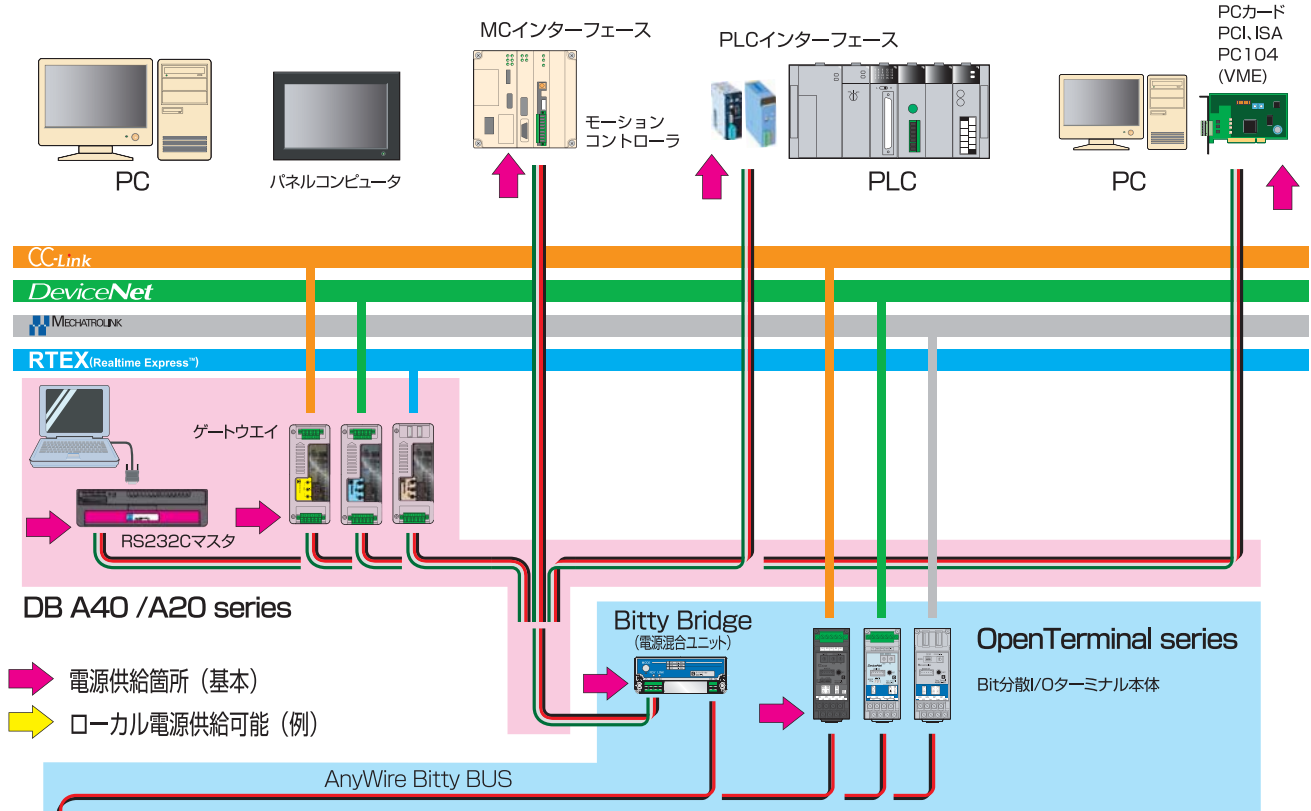 MCインターフェース
PLCインターフェース
PCカード
PCI、ISA
PC104
(VME)
モーション
コントローラ
PC
パネルコンピュータ
PLC
PC
CC-Link
DeviceNet
MECHATROLINK
RTEX(Realtime Express™)
ゲートウエイ
RS232Cマスタ
DB A40 /A20 series
Bitty Bridge
(電源混合ユニット)
OpenTerminal series
Bit分散I/Oターミナル本体
電源供給箇所(基本)
ローカル電源供給可能(例)
AnyWire Bitty BUS